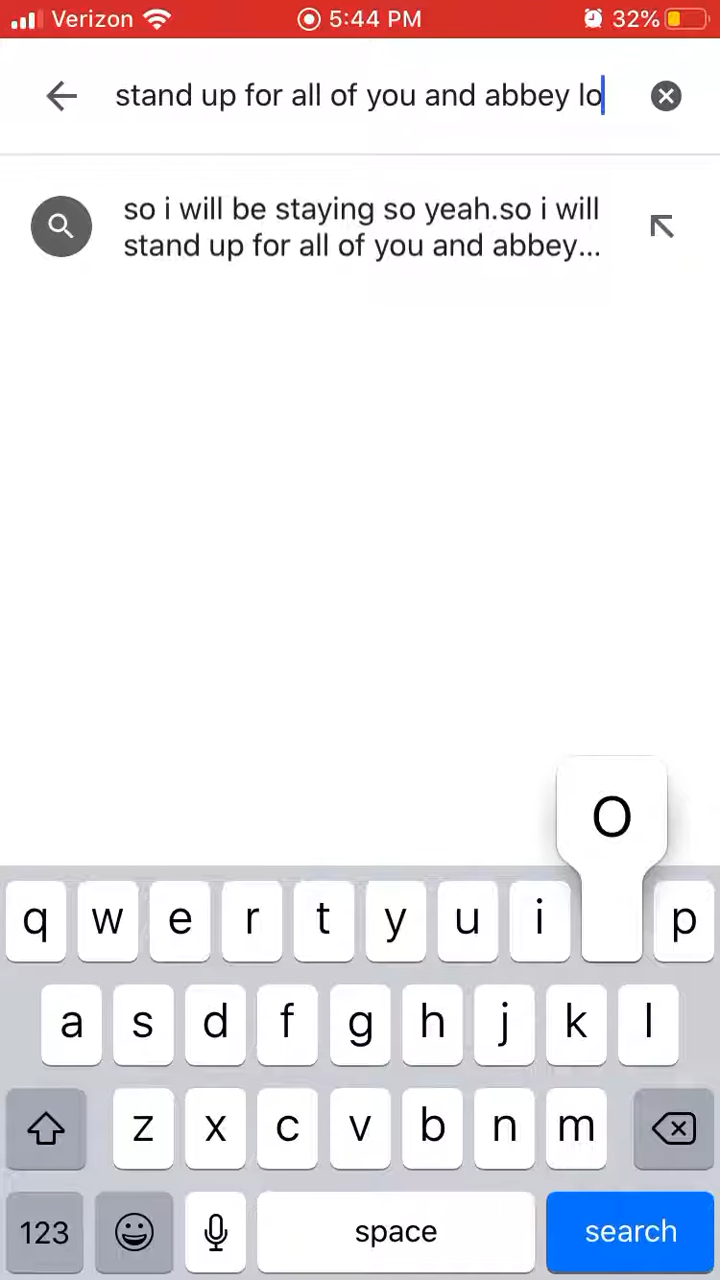 Verizon 5:44 PM 32%
stand up for all of you and abbey lo
so i will be staying so yeah.so i will
stand up for all of you and abbey...
O
q w e r t y u i p
a s d f g h j k l
z x c v b n m
123 space search